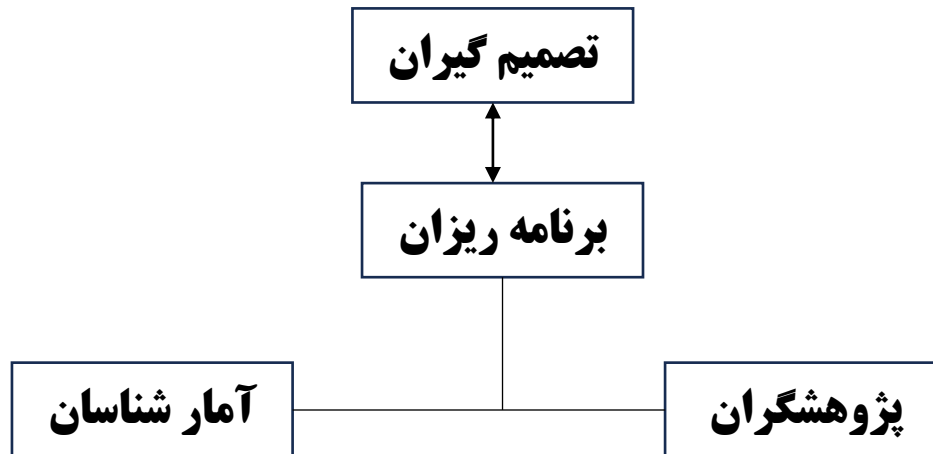 تصمیم گیران
برنامه ریزان
پژوهشگران
آمار شناسان